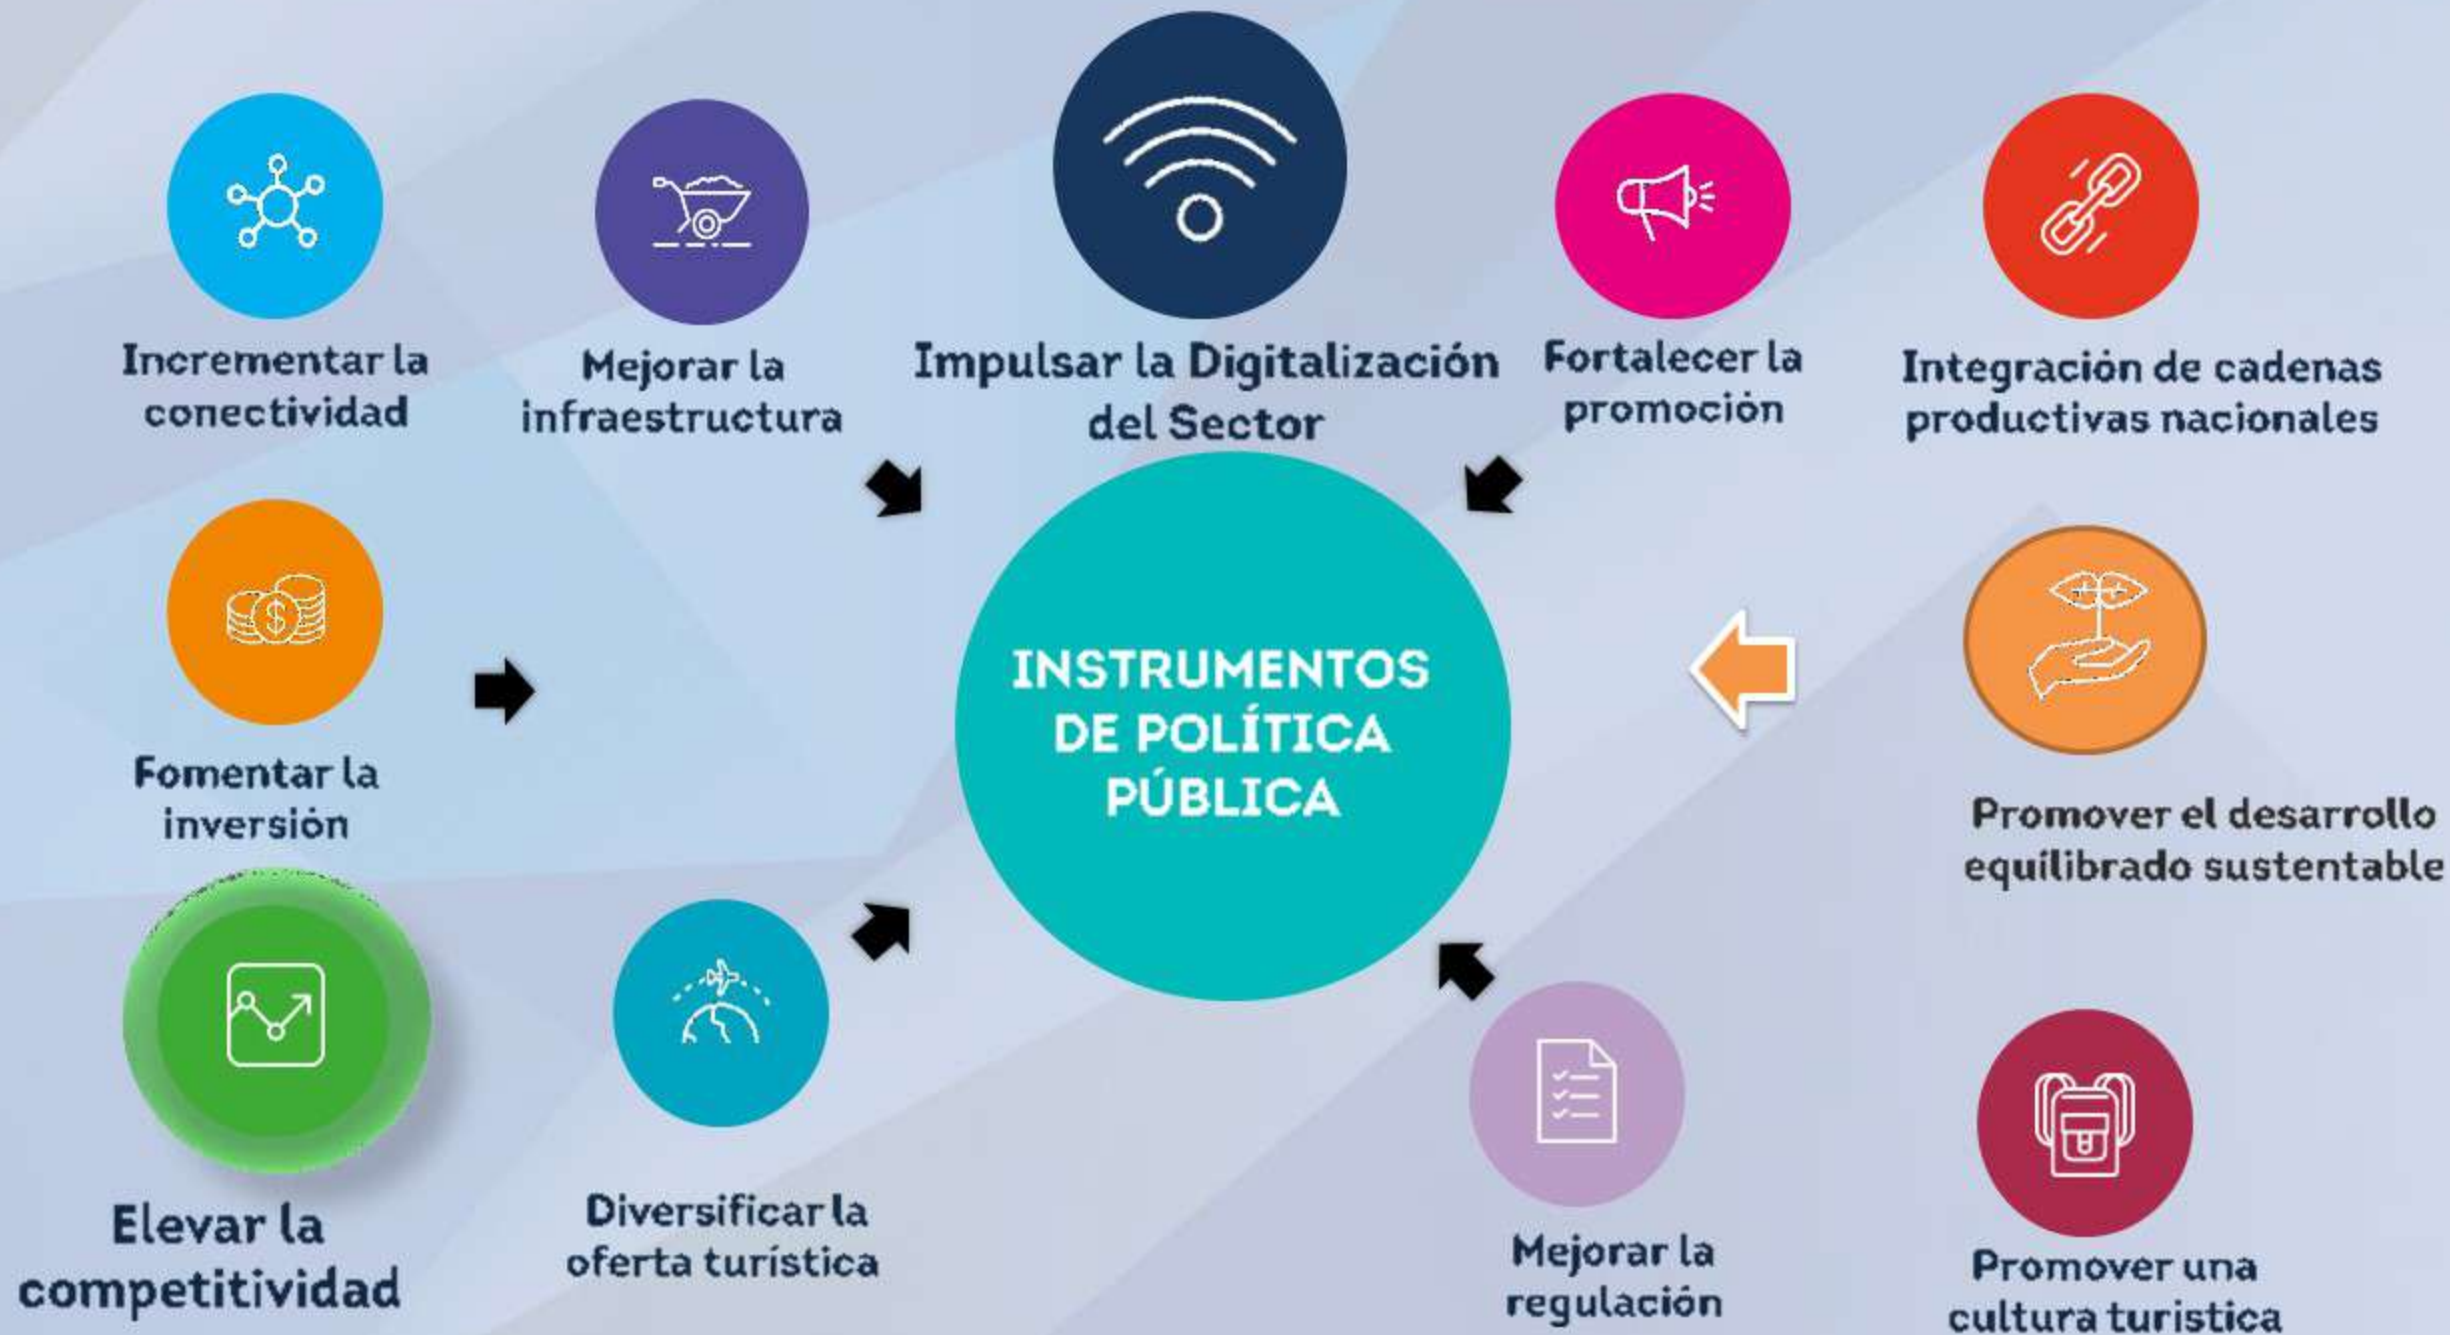 Incrementar la
conectividad
Mejorar la
infraestructura
Impulsar la Digitalización
del Sector
Fortalecer la
promoción
Integración de cadenas
productivas nacionales
Fomentar la
inversión
INSTRUMENTOS
DE POLÍTICA
PÚBLICA
Promover el desarrollo
equilibrado sustentable
Elevar la
competitividad
Diversificar la
oferta turística
Mejorar la
regulación
Promover una
cultura turistica